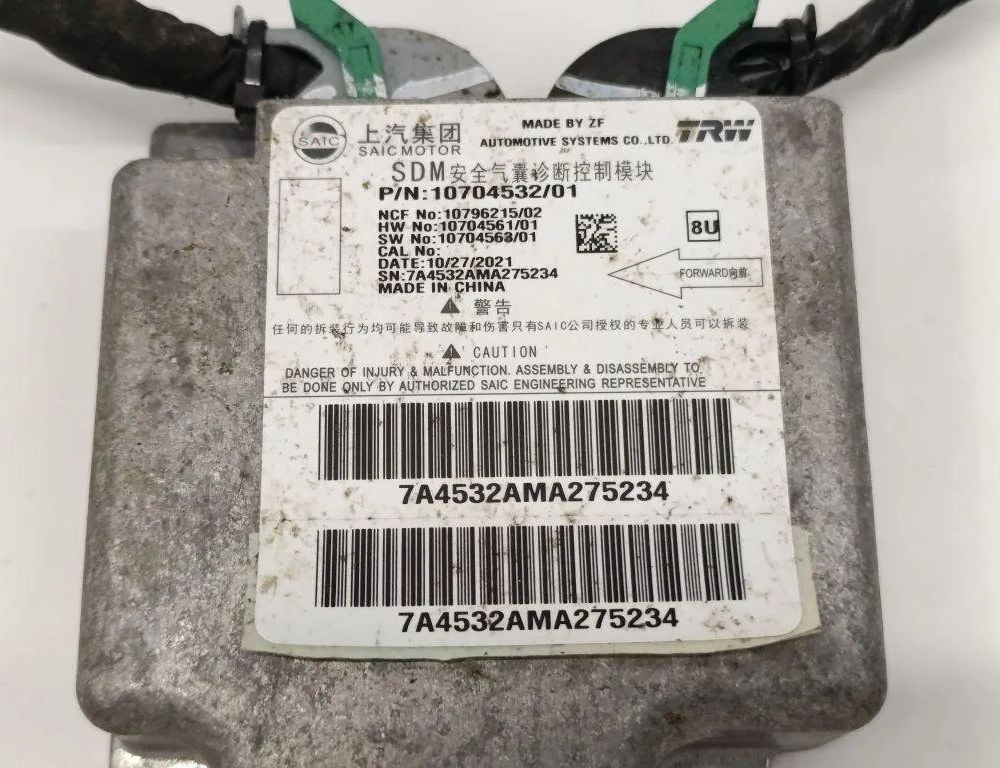 SAIC 上汽集团
SAICMOTOR
MADE BY ZF
AUTOMOTIVE SYSTEMS CO.,LTD.
TRW
SDM安全气囊诊断控制模块
P/N:10704532/01
NCF No:10796215/02
HW No:10704561/01
SW No:10704563/01
CAL No:
DATE:10/27/2021
SN:7A4532AMA275234
MADE IN CHINA
8U
FORWARD向前
警告
任何的拆装行为均可能导致故障和伤害只有SAIC公司授权的专业人员可以拆装
CAUTION
DANGER OF INJURY & MALFUNCTION. ASSEMBLY & DISASSEMBLY TO
BE DONE ONLY BY AUTHORIZED SAIC ENGINEERING REPRESENTATIVE
7A4532AMA275234
7A4532AMA275234